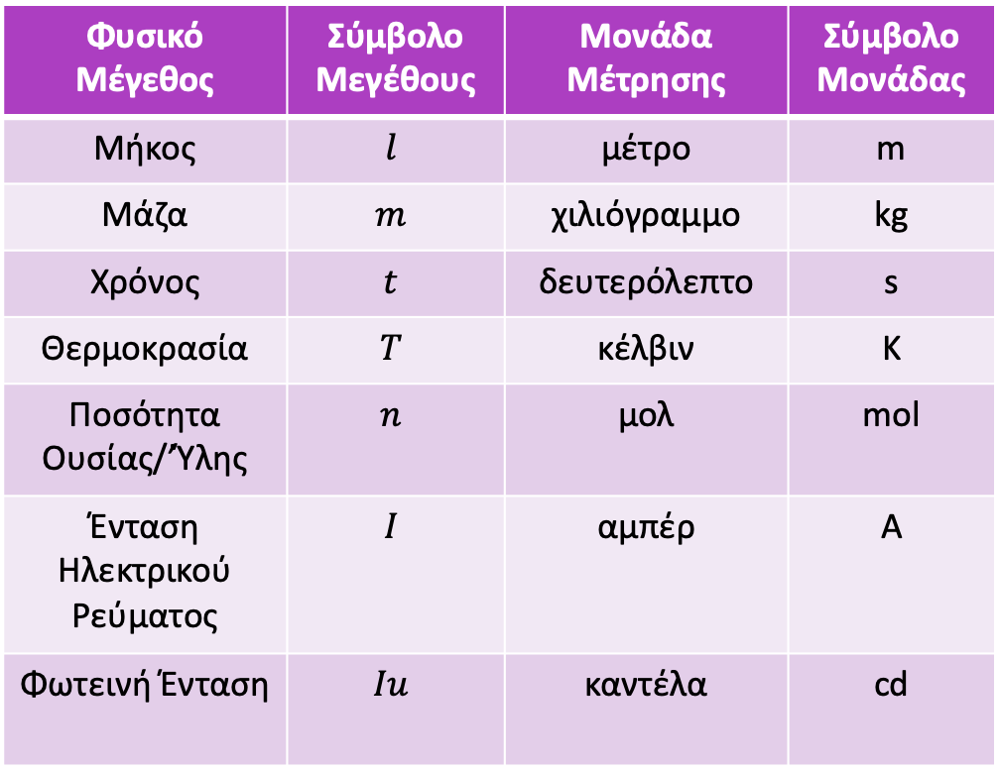 Φυσικό Μέγεθος Σύμβολο Μεγέθους Μονάδα Μέτρησης Σύμβολο Μονάδας
Μήκος l μέτρο m
Μάζα m χιλιόγραμμο kg
Χρόνος t δευτερόλεπτο s
Θερμοκρασία T κέλβιν K
Ποσότητα Ουσίας/Ύλης n μολ mol
Ένταση Ηλεκτρικού Ρεύματος I αμπέρ A
Φωτεινή Ένταση Iu καντέλα cd